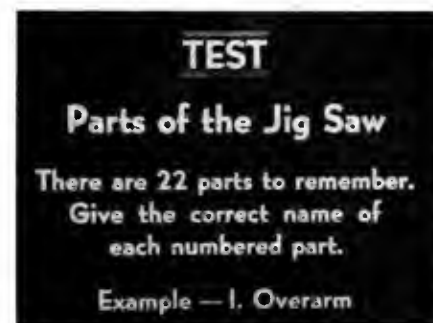 TEST
Parts of the Jig Saw
There are 22 parts to remember.
Give the correct name of
each numbered part.
Example — 1. Overarm